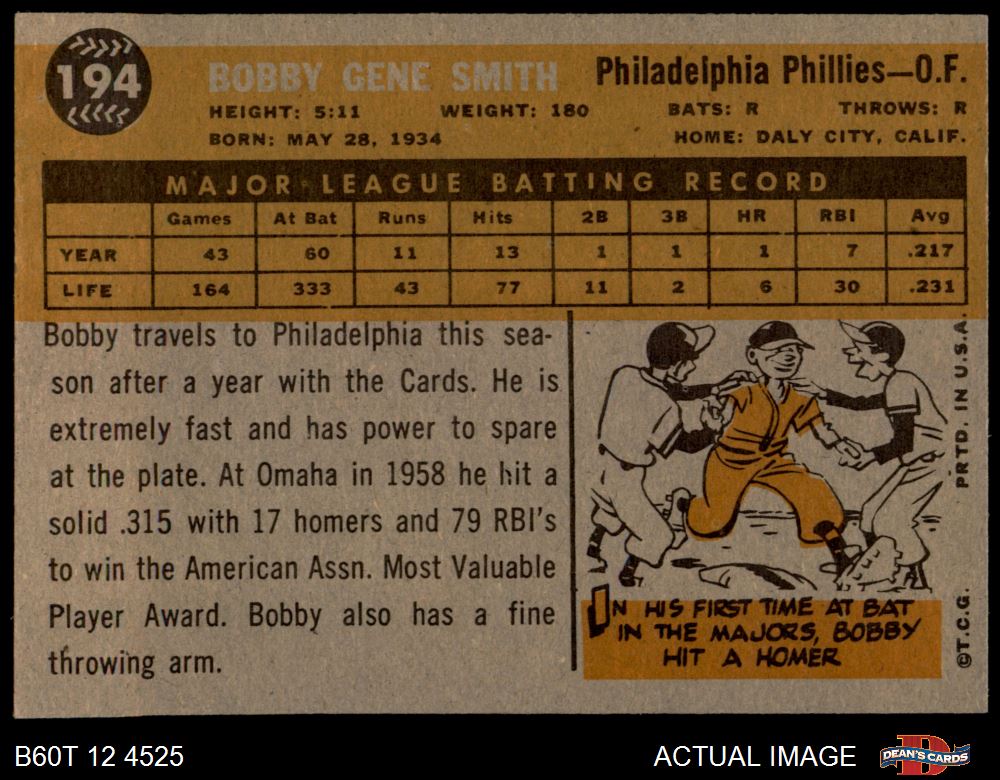 194
BOBBY GENE SMITH
Philadelphia Phillies—O.F.
HEIGHT: 5:11 WEIGHT: 180 BATS: R THROWS: R
BORN: MAY 28, 1934 HOME: DALY CITY, CALIF.
MAJOR LEAGUE BATTING RECORD
Games At Bat Runs Hits 2B 3B HR RBI Avg
YEAR 43 60 11 13 1 1 1 7 .217
LIFE 164 333 43 77 11 2 6 30 .231
Bobby travels to Philadelphia this sea-
son after a year with the Cards. He is
extremely fast and has power to spare
at the plate. At Omaha in 1958 he hit a
solid .315 with 17 homers and 79 RBI's
to win the American Assn. Most Valuable
Player Award. Bobby also has a fine
throwing arm.
IN HIS FIRST TIME AT BAT
IN THE MAJORS, BOBBY
HIT A HOMER
©T.C.G. PRTD. IN U.S.A.
B60T 12 4525
ACTUAL IMAGE
DEAN'S CARDS